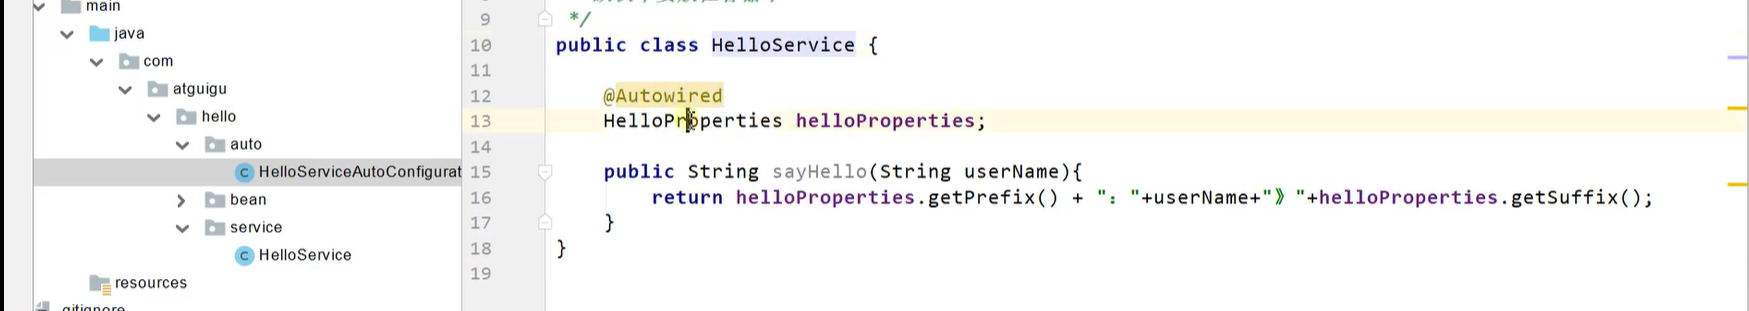 main
java
com
atguigu
hello
auto
HelloServiceAutoConfigurat
bean
service
HelloService
resources
.gitignore
9 */
10 public class HelloService {
11
12 @Autowired
13 HelloProperties helloProperties;
14
15 public String sayHello(String userName){
16 return helloProperties.getPrefix() + "："+userName+"》"+helloProperties.getSuffix();
17 }
18 }
19